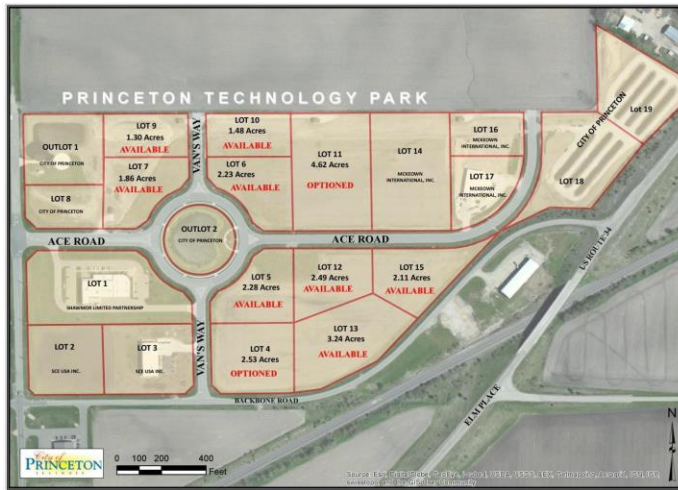 PRINCETON TECHNOLOGY PARK
OUTLOT 1
CITY OF PRINCETON
LOT 9
1.30 Acres
AVAILABLE
LOT 7
1.86 Acres
AVAILABLE
VAN'S WAY
LOT 10
1.48 Acres
AVAILABLE
LOT 6
2.23 Acres
AVAILABLE
LOT 11
4.62 Acres
OPTIONED
LOT 14
MCKEOWN
INTERNATIONAL, INC.
LOT 16
MCKEOWN
INTERNATIONAL, INC.
LOT 17
MCKEOWN
INTERNATIONAL, INC.
Lot 19
CITY OF PRINCETON
LOT 18
LOT 8
CITY OF PRINCETON
OUTLOT 2
CITY OF PRINCETON
ACE ROAD
ACE ROAD
US ROUTE 34
LOT 1
SHAWMOR LIMITED PARTNERSHIP
LOT 2
SCE USA INC.
LOT 3
SCE USA INC.
VAN'S WAY
LOT 5
2.28 Acres
AVAILABLE
LOT 12
2.49 Acres
AVAILABLE
LOT 15
2.11 Acres
AVAILABLE
LOT 4
2.53 Acres
OPTIONED
LOT 13
3.24 Acres
AVAILABLE
BACKBONE ROAD
ELM PLACE
N
City of
PRINCETON
ILLINOIS
0 100 200 400
Feet